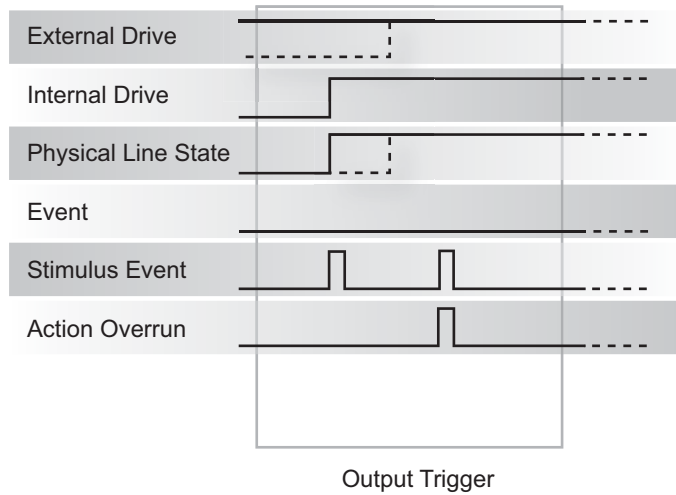 External Drive
Internal Drive
Physical Line State
Event
Stimulus Event
Action Overrun
Output Trigger